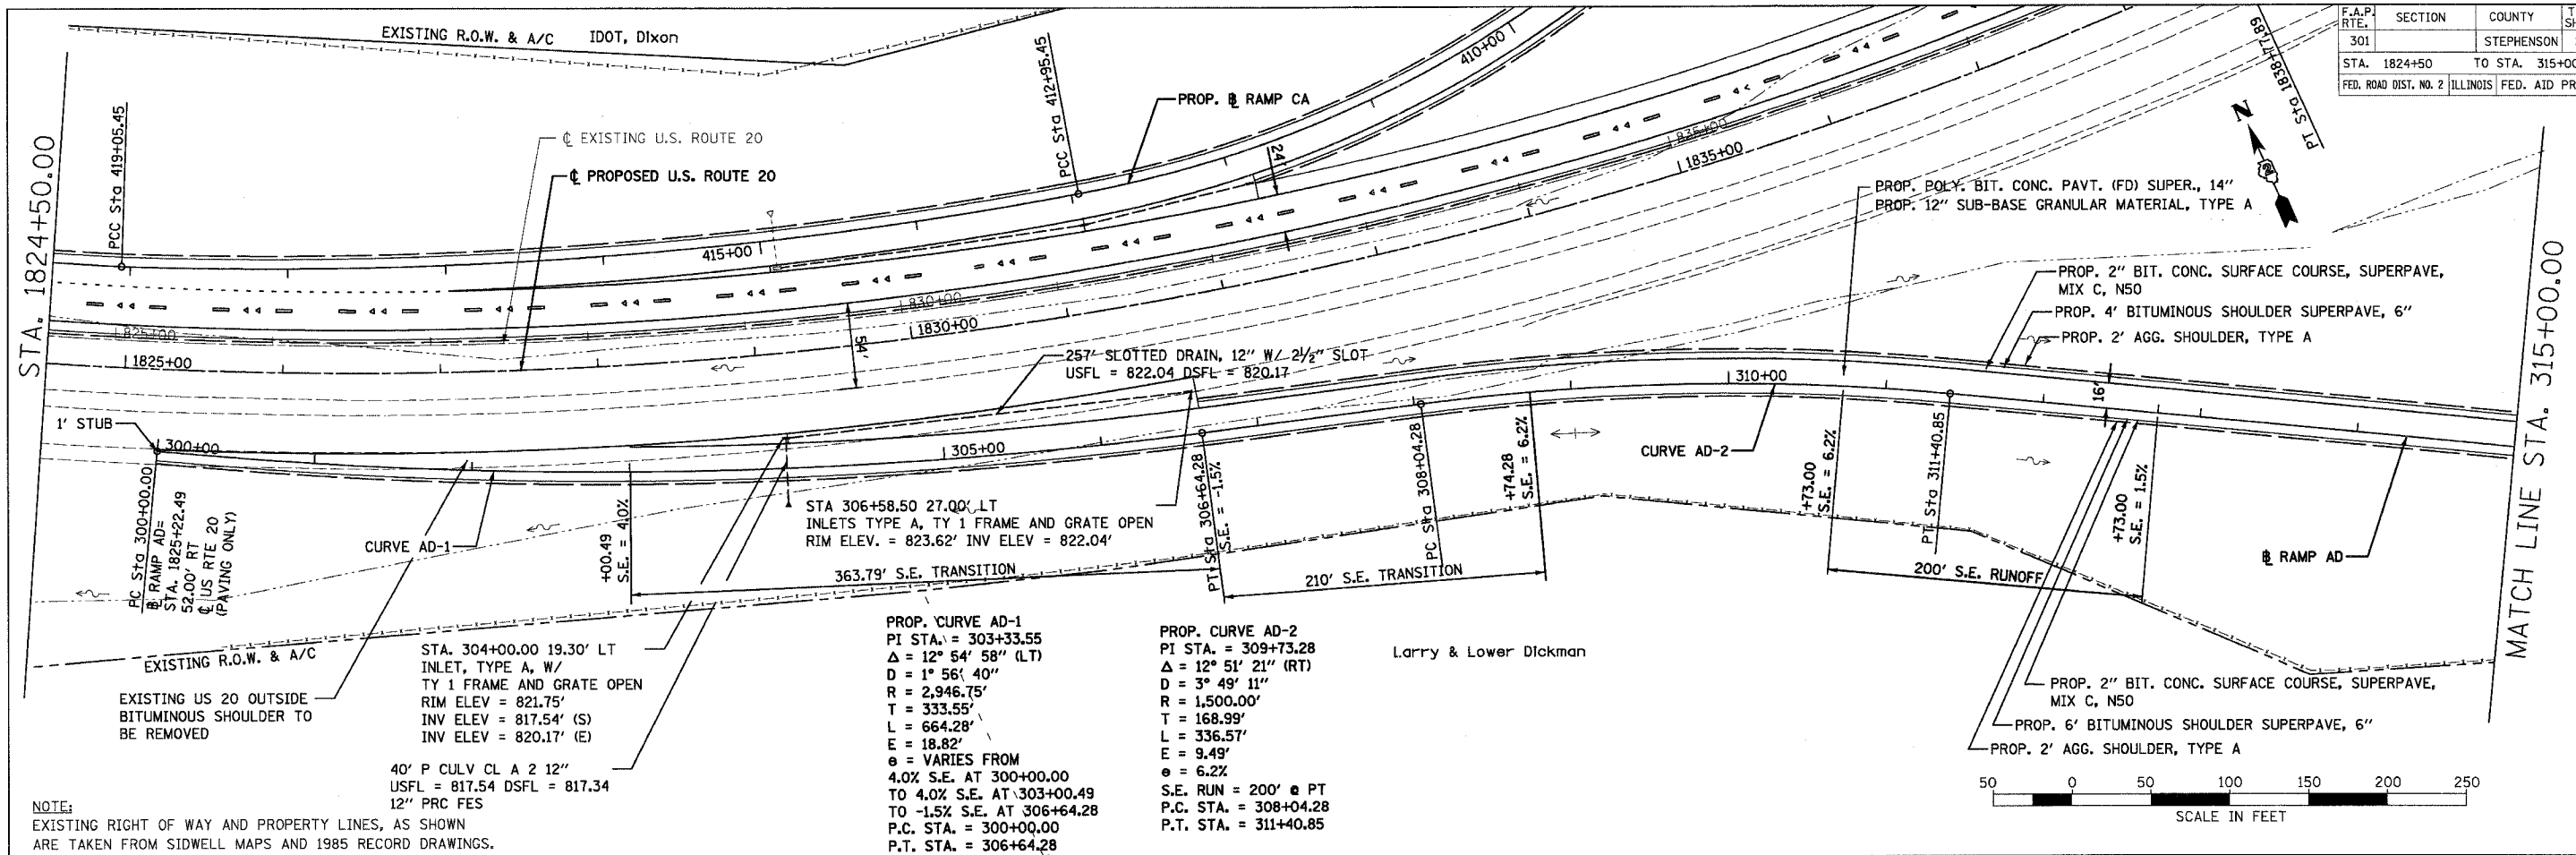 EXISTING R.O.W. & A/C IDOT, Dixon
F.A.P. RTE. SECTION COUNTY
301 STEPHENSON
STA. 1824+50 TO STA. 315+00
FED. ROAD DIST. NO. 2 ILLINOIS FED. AID PR
STA. 1824+50.00
PCC Sta 419+05.45
℄ EXISTING U.S. ROUTE 20
℄ PROPOSED U.S. ROUTE 20
PCC Sta 412+95.45
PROP. ⅊ RAMP CA
410+00
415+00
24'
1835+00
1835+00
PT Sta 1838+77.89
N
1825+00
1825+00
1830+00
1830+00
54'
PROP. POLY. BIT. CONC. PAVT. (FD) SUPER., 14"
PROP. 12" SUB-BASE GRANULAR MATERIAL, TYPE A
PROP. 2" BIT. CONC. SURFACE COURSE, SUPERPAVE,
MIX C, N50
PROP. 4' BITUMINOUS SHOULDER SUPERPAVE, 6"
PROP. 2' AGG. SHOULDER, TYPE A
257' SLOTTED DRAIN, 12" W/ 2½" SLOT
USFL = 822.04 DSFL = 820.17
1' STUB
300+00
305+00
310+00
16'
PC Sta 300+00.00
⅊ RAMP AD=
STA. 1825+22.49
52.00' RT
℄ US RTE 20
(PAVING ONLY)
CURVE AD-1
+00.49
S.E. = 4.0%
STA 306+58.50 27.00' LT
INLETS TYPE A, TY 1 FRAME AND GRATE OPEN
RIM ELEV. = 823.62' INV ELEV = 822.04'
363.79' S.E. TRANSITION
PT Sta 306+64.28
S.E. = -1.5%
PC Sta 308+04.28
+74.28
S.E. = 6.2%
210' S.E. TRANSITION
CURVE AD-2
+73.00
S.E. = 6.2%
PT Sta 311+40.85
+73.00
S.E. = 1.5%
200' S.E. RUNOFF
⅊ RAMP AD
MATCH LINE STA. 315+00.00
EXISTING R.O.W. & A/C
EXISTING US 20 OUTSIDE
BITUMINOUS SHOULDER TO
BE REMOVED
STA. 304+00.00 19.30' LT
INLET, TYPE A, W/
TY 1 FRAME AND GRATE OPEN
RIM ELEV = 821.75'
INV ELEV = 817.54' (S)
INV ELEV = 820.17' (E)
40' P CULV CL A 2 12"
USFL = 817.54 DSFL = 817.34
12" PRC FES
PROP. CURVE AD-1
PI STA. = 303+33.55
Δ = 12° 54' 58" (LT)
D = 1° 56' 40"
R = 2,946.75'
T = 333.55'
L = 664.28'
E = 18.82'
e = VARIES FROM
4.0% S.E. AT 300+00.00
TO 4.0% S.E. AT 303+00.49
TO -1.5% S.E. AT 306+64.28
P.C. STA. = 300+00.00
P.T. STA. = 306+64.28
PROP. CURVE AD-2
PI STA. = 309+73.28
Δ = 12° 51' 21" (RT)
D = 3° 49' 11"
R = 1,500.00'
T = 168.99'
L = 336.57'
E = 9.49'
e = 6.2%
S.E. RUN = 200' @ PT
P.C. STA. = 308+04.28
P.T. STA. = 311+40.85
Larry & Lower Dickman
PROP. 2" BIT. CONC. SURFACE COURSE, SUPERPAVE,
MIX C, N50
PROP. 6' BITUMINOUS SHOULDER SUPERPAVE, 6"
PROP. 2' AGG. SHOULDER, TYPE A
50 0 50 100 150 200 250
SCALE IN FEET
NOTE:
EXISTING RIGHT OF WAY AND PROPERTY LINES, AS SHOWN
ARE TAKEN FROM SIDWELL MAPS AND 1985 RECORD DRAWINGS.